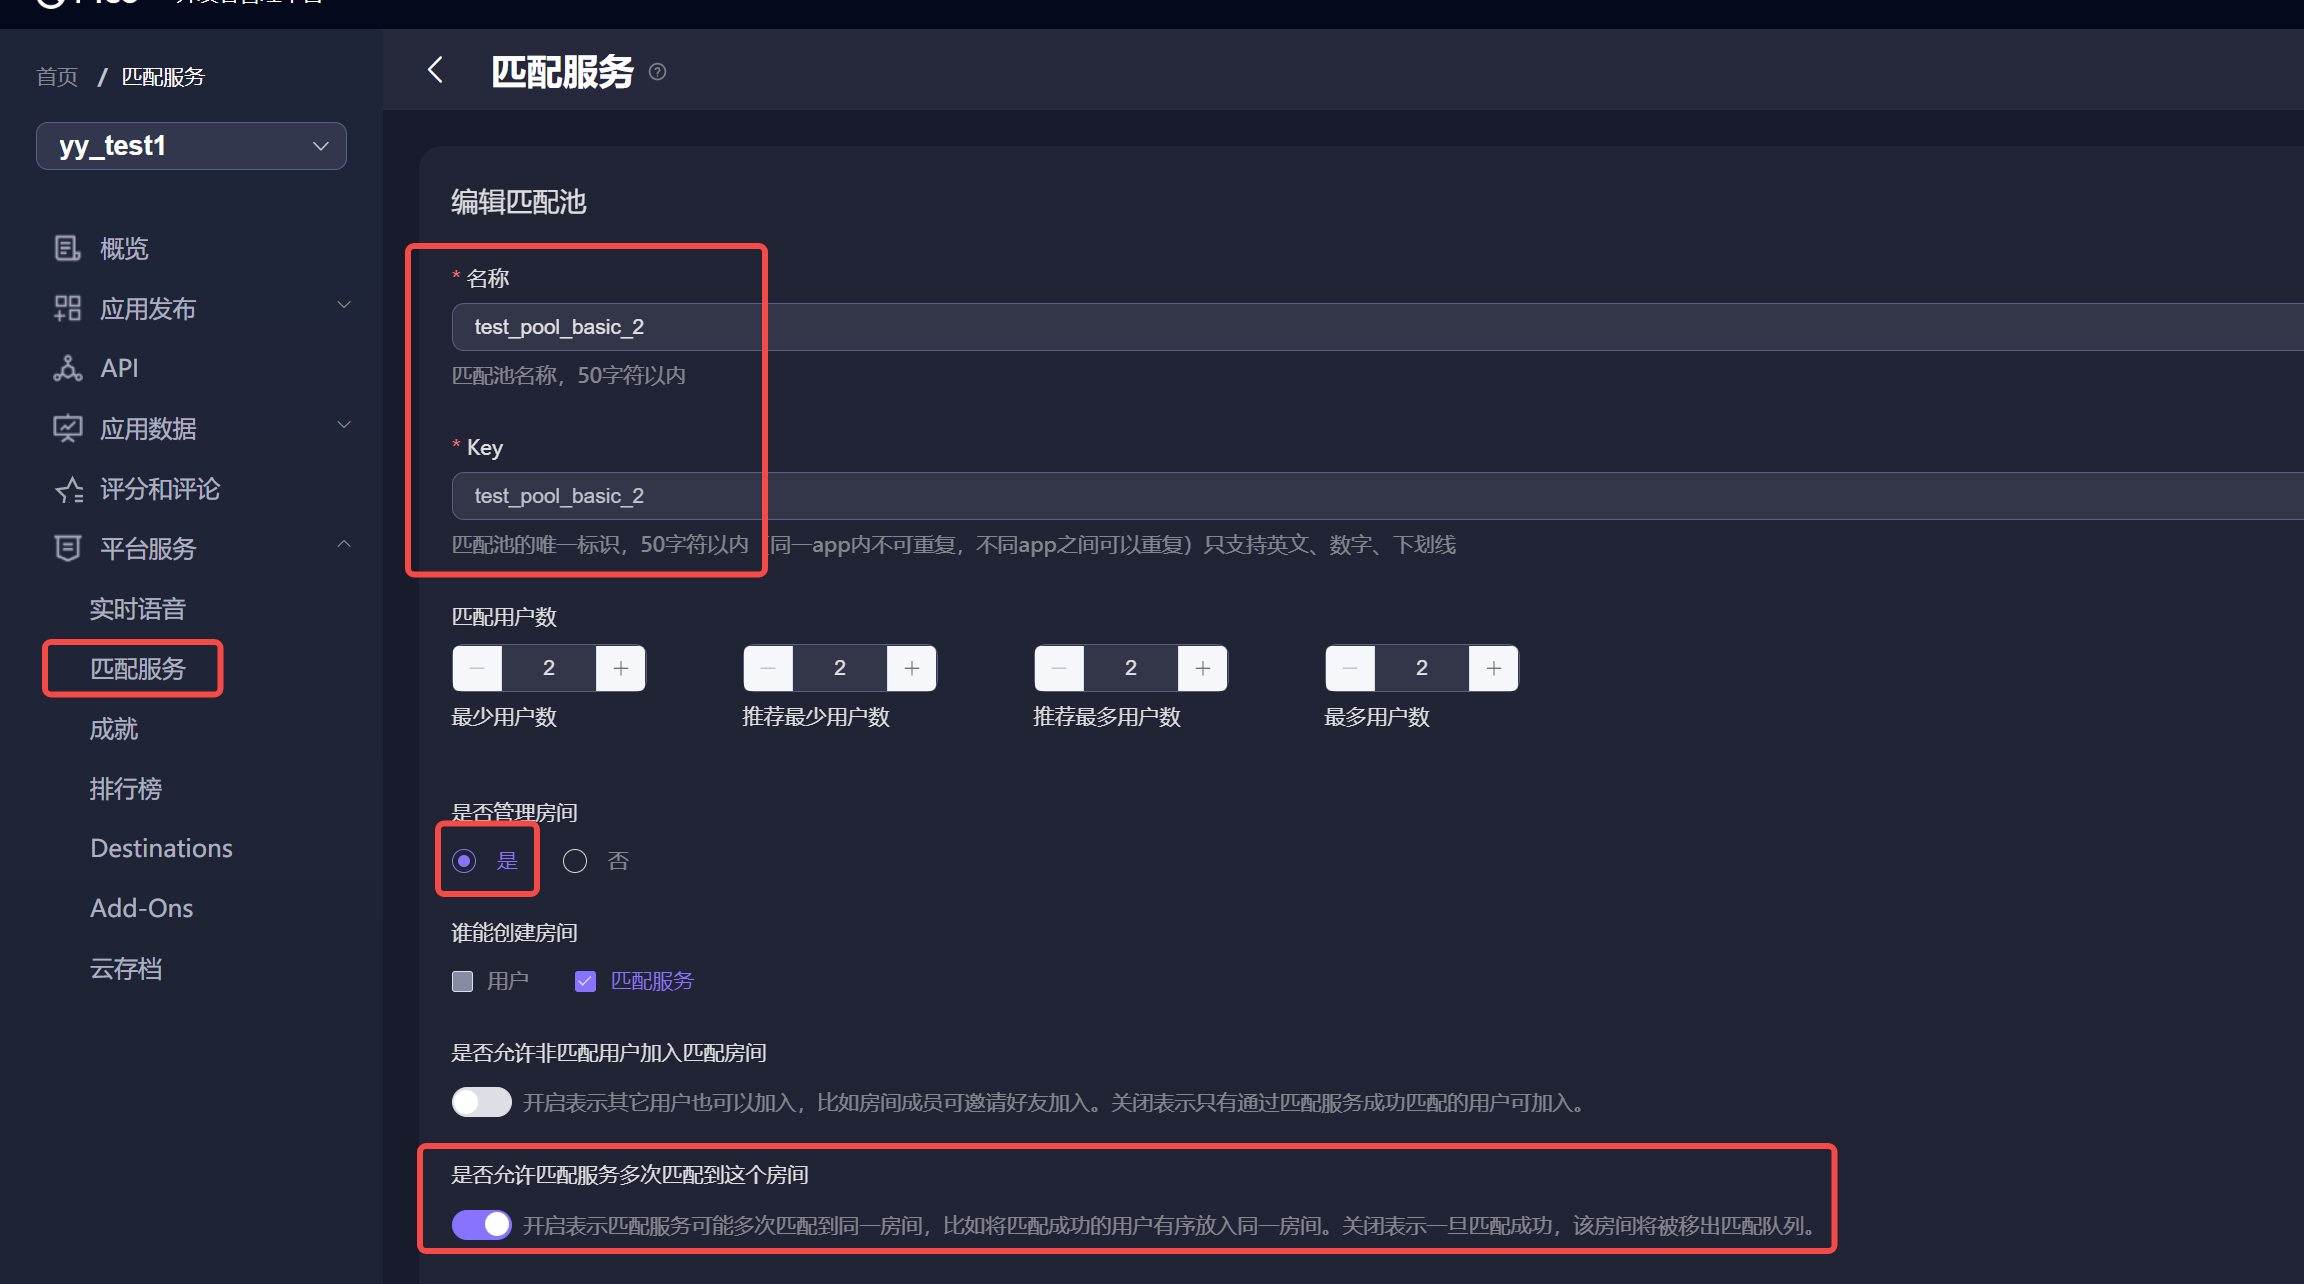 首页 / 匹配服务
yy_test1
概览
应用发布
API
应用数据
评分和评论
平台服务
实时语音
匹配服务
成就
排行榜
Destinations
Add-Ons
云存档
匹配服务
编辑匹配池
* 名称
test_pool_basic_2
匹配池名称，50字符以内
* Key
test_pool_basic_2
匹配池的唯一标识，50字符以内（同一app内不可重复，不同app之间可以重复）只支持英文、数字、下划线
匹配用户数
2 2 2 2
最少用户数 推荐最少用户数 推荐最多用户数 最多用户数
是否管理房间
是 否
谁能创建房间
用户 匹配服务
是否允许非匹配用户加入匹配房间
开启表示其它用户也可以加入，比如房间成员可邀请好友加入。关闭表示只有通过匹配服务成功匹配的用户可加入。
是否允许匹配服务多次匹配到这个房间
开启表示匹配服务可能多次匹配到同一房间，比如将匹配成功的用户有序放入同一房间。关闭表示一旦匹配成功，该房间将被移出匹配队列。